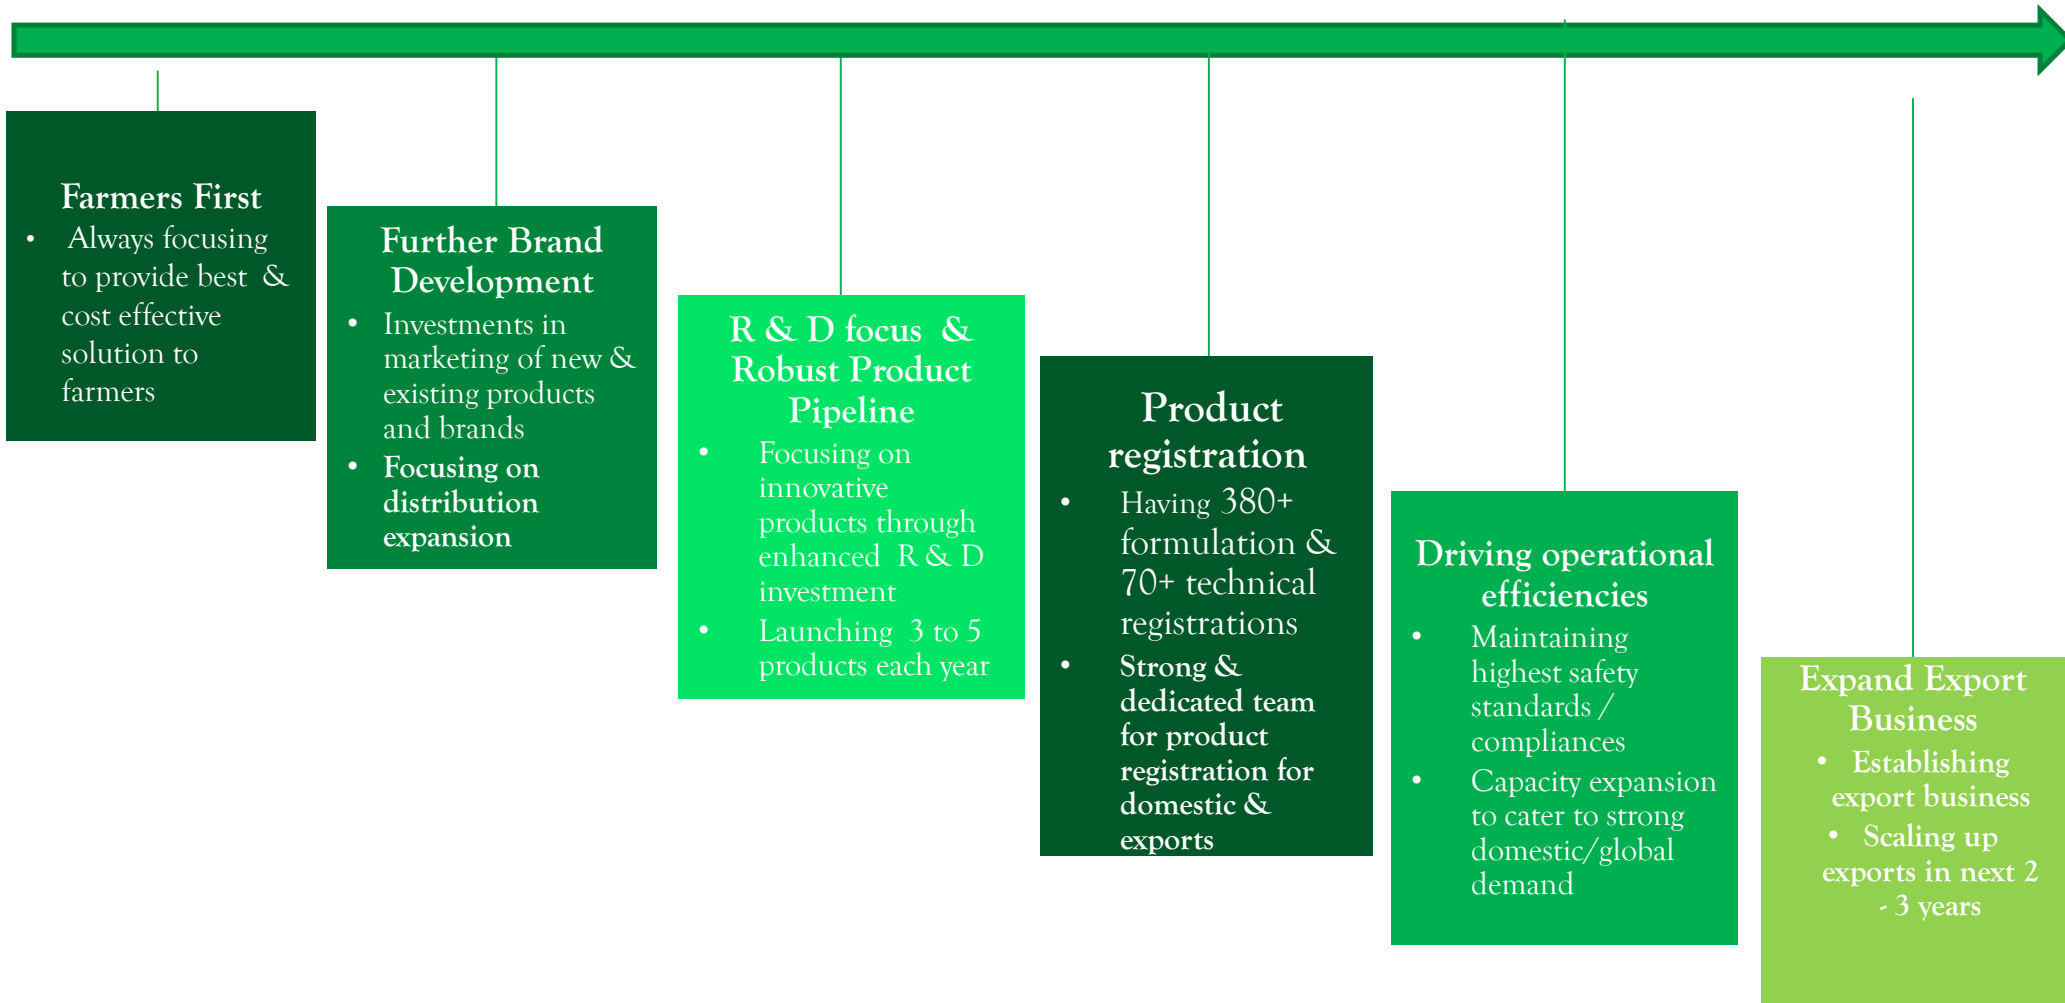 Farmers First
• Always focusing
to provide best & 
cost effective
solution to
farmers
Further Brand
Development
• Investments in
marketing of new &
existing products
and brands
• Focusing on
distribution
expansion
R & D focus &
Robust Product
Pipeline
• Focusing on
innovative
products through
enhanced R & D
investment
• Launching 3 to 5
products each year
Product
registration
• Having 380+
formulation &
70+ technical
registrations
• Strong &
dedicated team
for product
registration for
domestic &
exports
Driving operational
efficiencies
• Maintaining
highest safety
standards /
compliances
• Capacity expansion
to cater to strong
domestic/global
demand
Expand Export
Business
• Establishing
export business
• Scaling up
exports in next 2
- 3 years